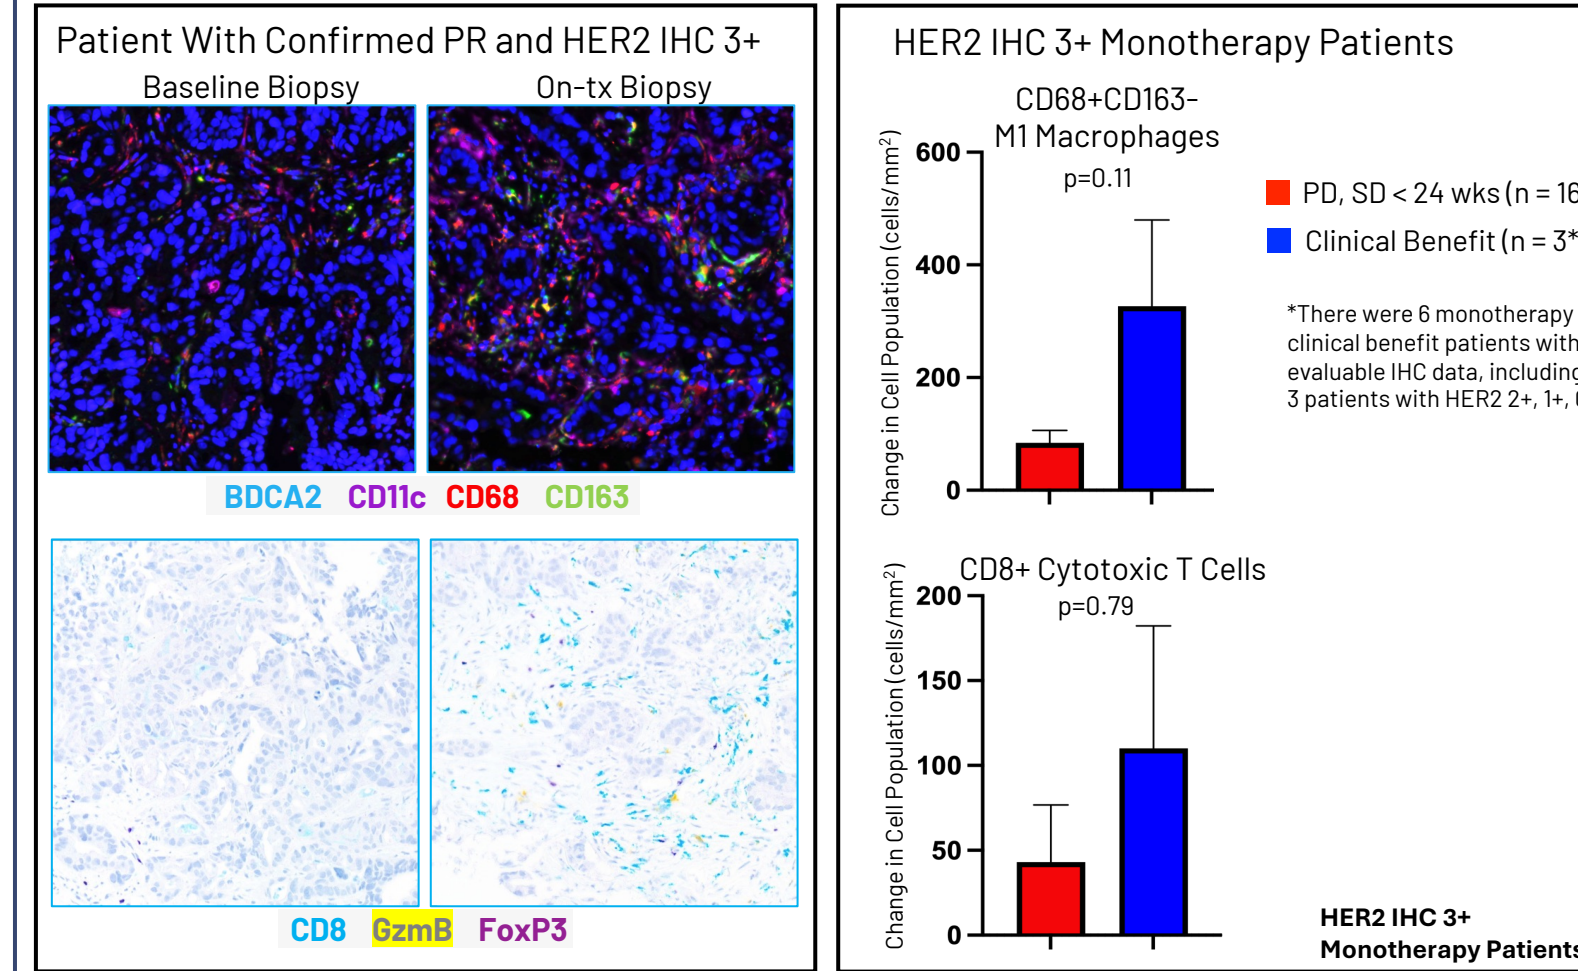 Patient With Confirmed PR and HER2 IHC 3+
Baseline Biopsy
On-tx Biopsy
BDCA2 CD11c CD68 CD163
CD8 GzmB FoxP3
HER2 IHC 3+ Monotherapy Patients
CD68+CD163-
M1 Macrophages
p=0.11
Change in Cell Population (cells/mm²)
600
400
200
0
PD, SD < 24 wks (n = 16
Clinical Benefit (n = 3*
*There were 6 monotherapy
clinical benefit patients with
evaluable IHC data, including
3 patients with HER2 2+, 1+,
CD8+ Cytotoxic T Cells
p=0.79
Change in Cell Population (cells/mm²)
200
150
100
50
0
HER2 IHC 3+
Monotherapy Patients